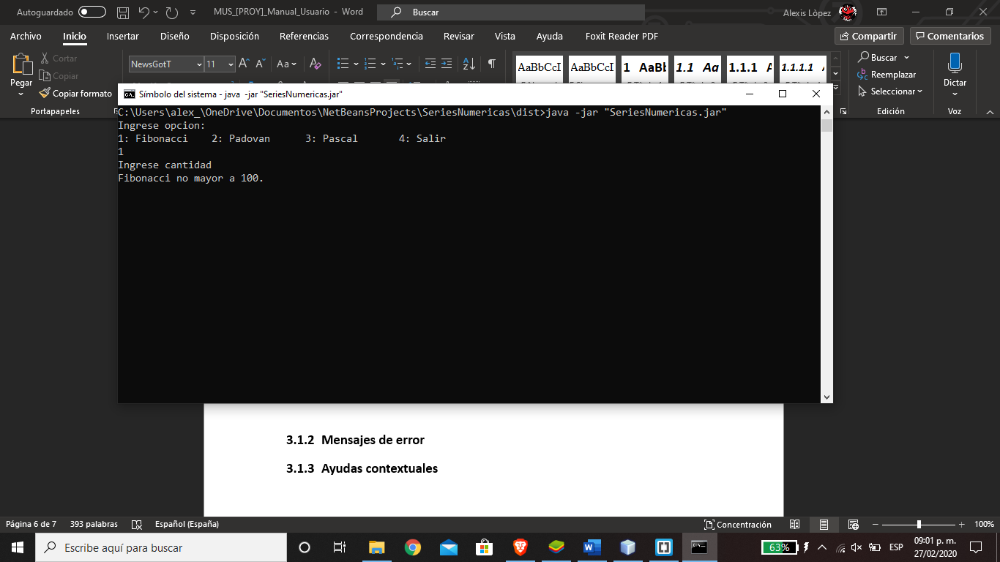 Autoguardado MUS_[PROY]_Manual_Usuario - Word Buscar Alexis Lòpez
Archivo Inicio Insertar Diseño Disposición Referencias Correspondencia Revisar Vista Ayuda Foxit Reader PDF Compartir Comentarios
Pegar
Cortar
Copiar
Copiar formato
Portapapeles
NewsGotT 11 Aa
AaBbCcI AaBbCcI 1 AaBb 1.1 Aa 1.1.1 A 1.1.1.1 A
Buscar
Reemplazar
Seleccionar
Edición
Dictar
Voz
Símbolo del sistema - java -jar "SeriesNumericas.jar"
C:\Users\alex_\OneDrive\Documentos\NetBeansProjects\SeriesNumericas\dist>java -jar "SeriesNumericas.jar"
Ingrese opcion:
1: Fibonacci 2: Padovan 3: Pascal 4: Salir
1
Ingrese cantidad
Fibonacci no mayor a 100.
3.1.2 Mensajes de error
3.1.3 Ayudas contextuales
Página 6 de 7 393 palabras Español (España) Concentración 100%
Escribe aquí para buscar 63% ESP 09:01 p. m.
27/02/2020